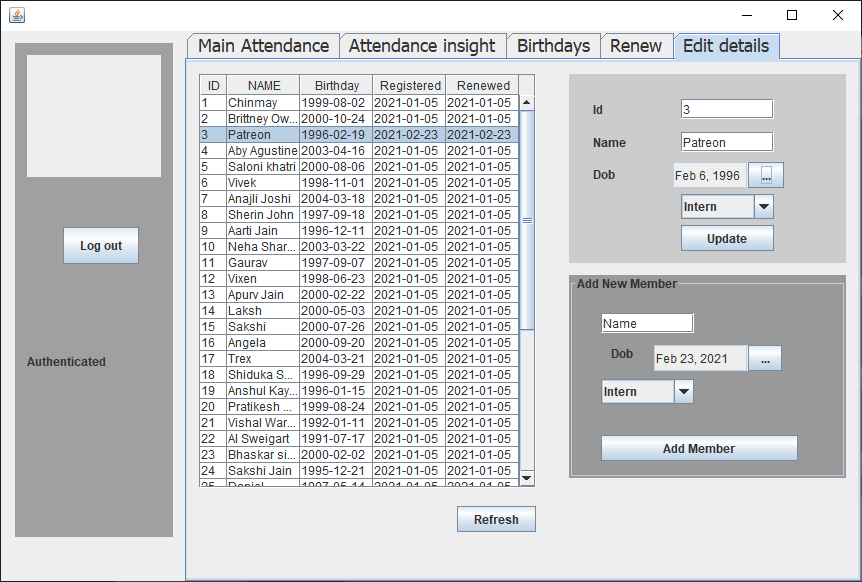 Main Attendance Attendance insight Birthdays Renew Edit details
Log out
Authenticated
ID NAME Birthday Registered Renewed
1 Chinmay 1999-08-02 2021-01-05 2021-01-05
2 Brittney Ow... 2000-10-24 2021-01-05 2021-01-05
3 Patreon 1996-02-19 2021-02-23 2021-02-23
4 Aby Agustine 2003-04-16 2021-01-05 2021-01-05
5 Saloni khatri 2000-08-06 2021-01-05 2021-01-05
6 Vivek 1998-11-01 2021-01-05 2021-01-05
7 Anajli Joshi 2004-03-18 2021-01-05 2021-01-05
8 Sherin John 1997-09-18 2021-01-05 2021-01-05
9 Aarti Jain 1996-12-11 2021-01-05 2021-01-05
10 Neha Shar... 2003-03-22 2021-01-05 2021-01-05
11 Gaurav 1997-09-07 2021-01-05 2021-01-05
12 Vixen 1998-06-23 2021-01-05 2021-01-05
13 Apurv Jain 2000-02-22 2021-01-05 2021-01-05
14 Laksh 2000-05-03 2021-01-05 2021-01-05
15 Sakshi 2000-07-26 2021-01-05 2021-01-05
16 Angela 2000-09-20 2021-01-05 2021-01-05
17 Trex 2004-03-21 2021-01-05 2021-01-05
18 Shiduka S... 1996-09-29 2021-01-05 2021-01-05
19 Anshul Kay... 1996-01-15 2021-01-05 2021-01-05
20 Pratikesh ... 1999-08-24 2021-01-05 2021-01-05
21 Vishal War... 1992-01-11 2021-01-05 2021-01-05
22 Al Sweigart 1991-07-17 2021-01-05 2021-01-05
23 Bhaskar si... 2000-02-02 2021-01-05 2021-01-05
24 Sakshi Jain 1995-12-21 2021-01-05 2021-01-05
25 Daniel 1997-05-14 2021-01-05 2021-01-05
Refresh
Id 3
Name Patreon
Dob Feb 6, 1996 ...
Intern
Update
Add New Member
Name
Dob Feb 23, 2021 ...
Intern
Add Member